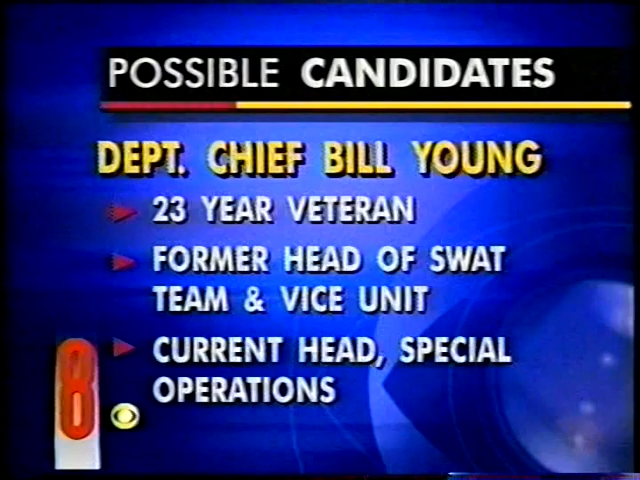 POSSIBLE CANDIDATES
DEPT. CHIEF BILL YOUNG
23 YEAR VETERAN
FORMER HEAD OF SWAT
TEAM & VICE UNIT
CURRENT HEAD, SPECIAL
OPERATIONS
8